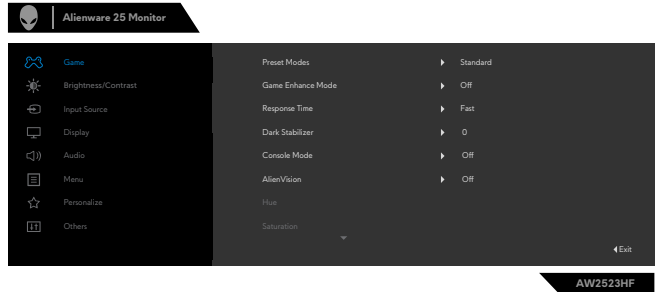 Alienware 25 Monitor
Game
Preset Modes Standard
Brightness/Contrast
Game Enhance Mode Off
Input Source
Response Time Fast
Display
Dark Stabilizer 0
Audio
Console Mode Off
Menu
AlienVision Off
Personalize
Hue
Others
Saturation
Exit
AW2523HF